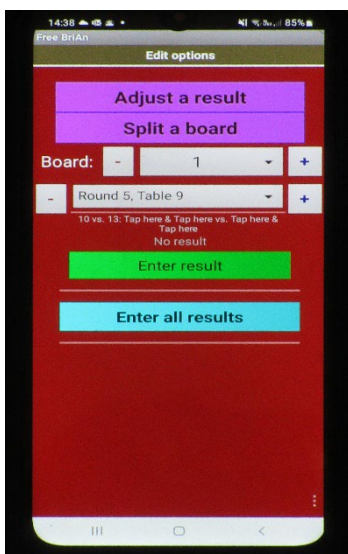 14:38
85%
Free BriAn
Edit options
Adjust a result
Split a board
Board: - 1 +
- Round 5, Table 9 +
10 vs. 13: Tap here & Tap here vs. Tap here &
Tap here
No result
Enter result
Enter all results